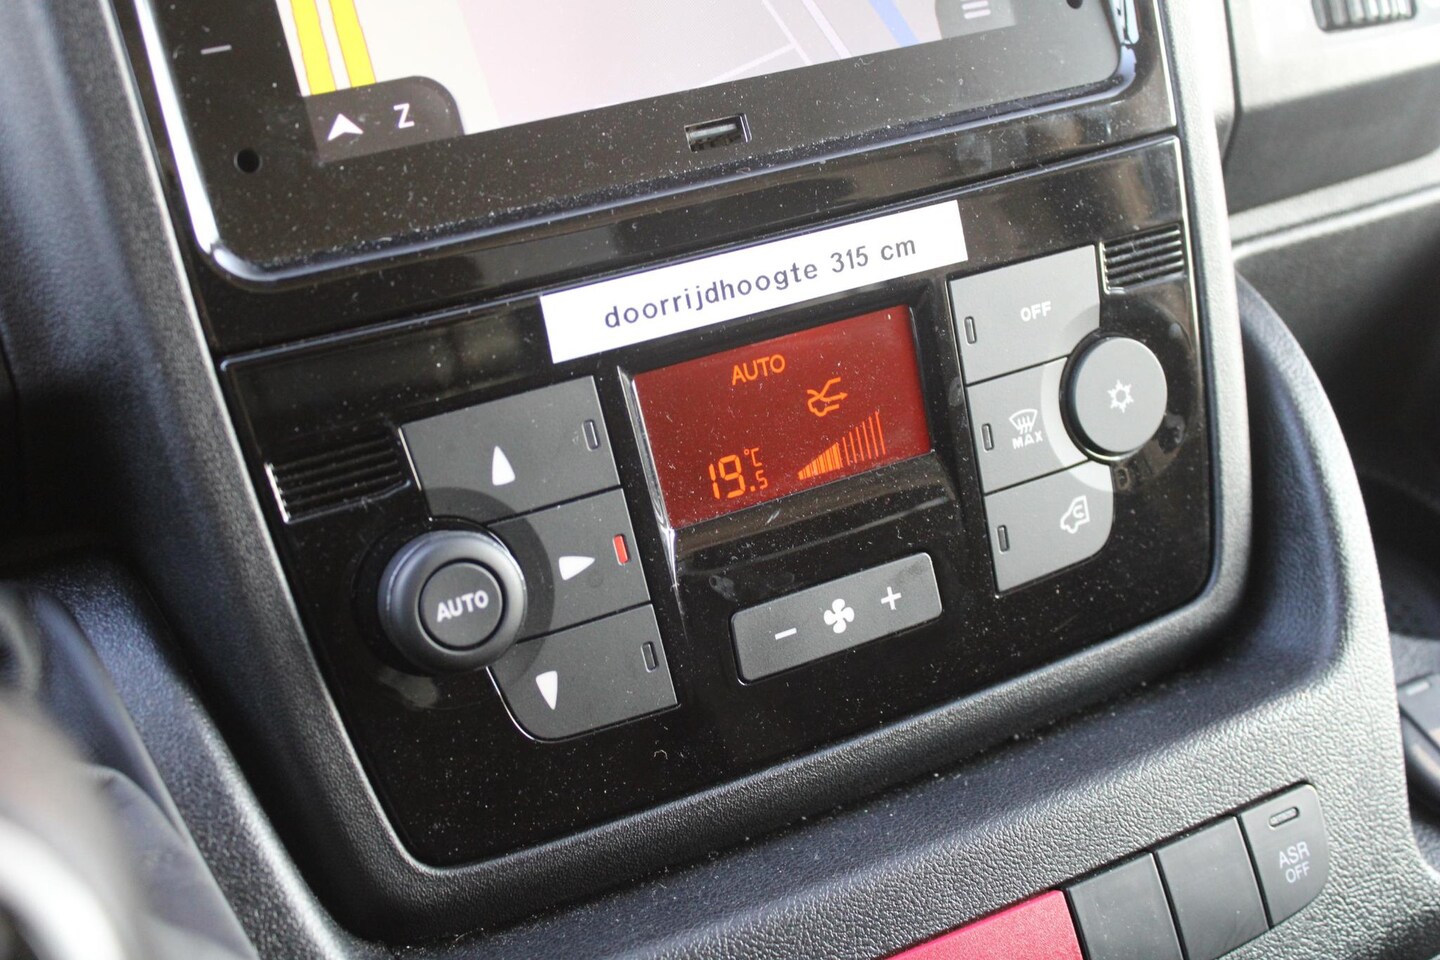 Z
doorrijdhoogte 315 cm
OFF
AUTO
MAX
19.5 °C
AUTO
- +
ASR
OFF